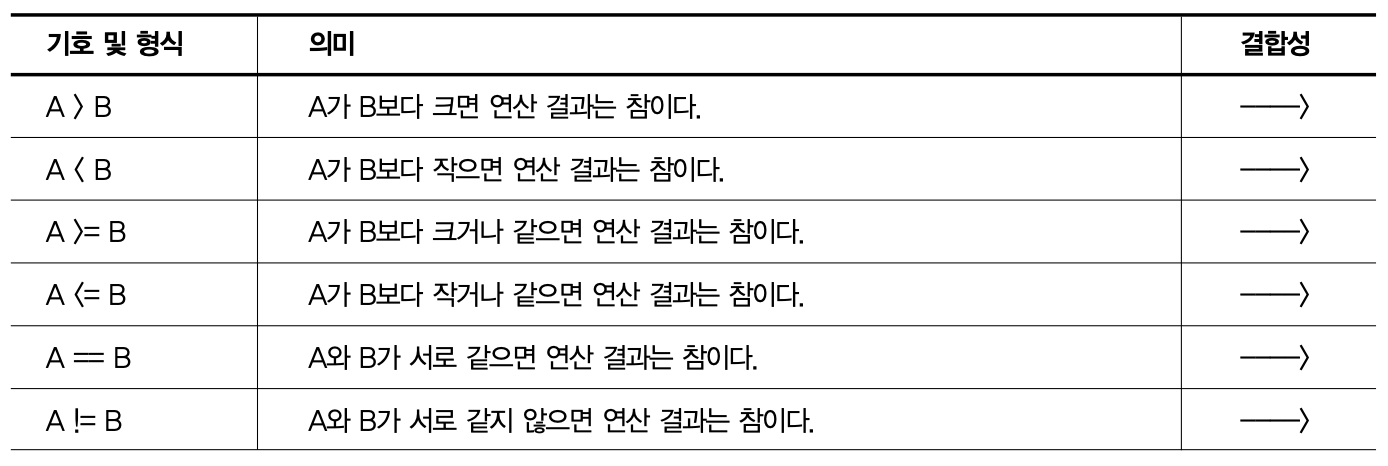 기호 및 형식 의미 결합성
A > B A가 B보다 크면 연산 결과는 참이다. ──>
A < B A가 B보다 작으면 연산 결과는 참이다. ──>
A >= B A가 B보다 크거나 같으면 연산 결과는 참이다. ──>
A <= B A가 B보다 작거나 같으면 연산 결과는 참이다. ──>
A == B A와 B가 서로 같으면 연산 결과는 참이다. ──>
A != B A와 B가 서로 같지 않으면 연산 결과는 참이다. ──>